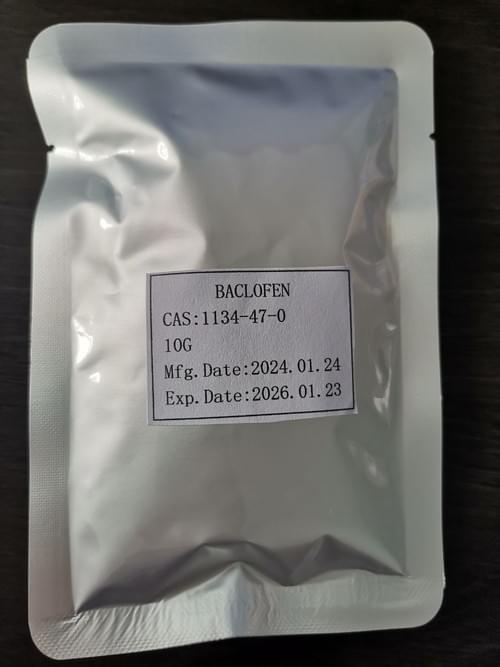 BACLOFEN
CAS:1134-47-0
10G
Mfg.Date:2024.01.24
Exp.Date:2026.01.23